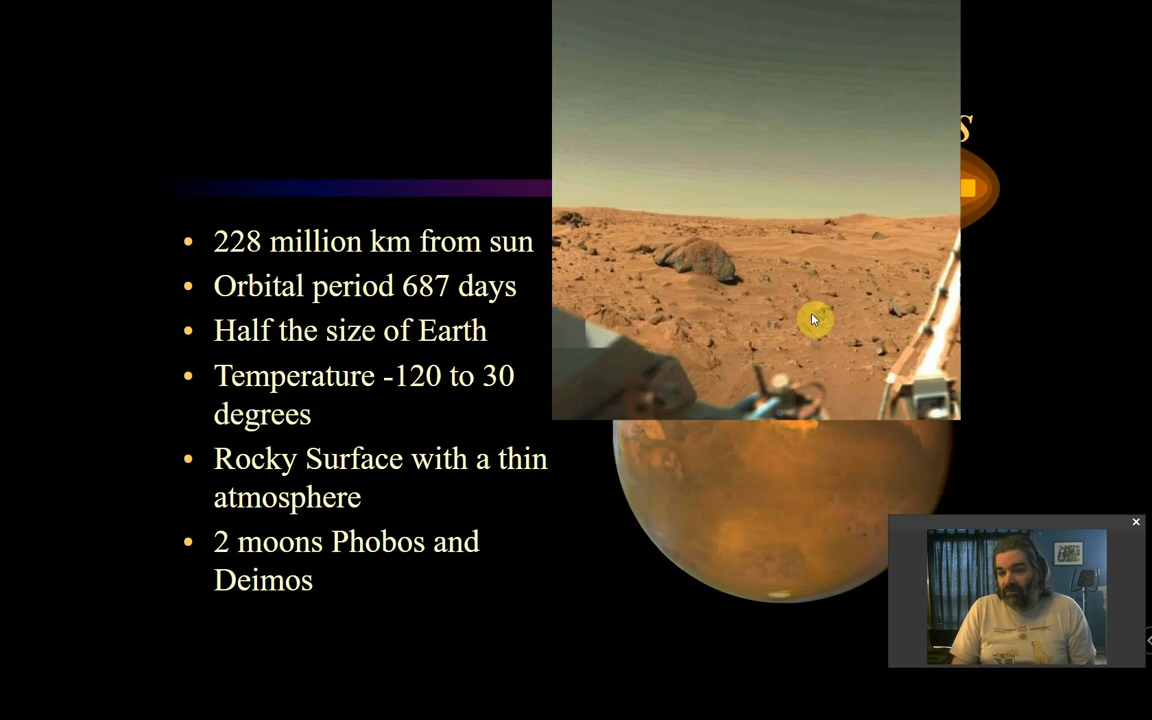 s
• 228 million km from sun
• Orbital period 687 days
• Half the size of Earth
• Temperature -120 to 30
degrees
• Rocky Surface with a thin
atmosphere
• 2 moons Phobos and
Deimos